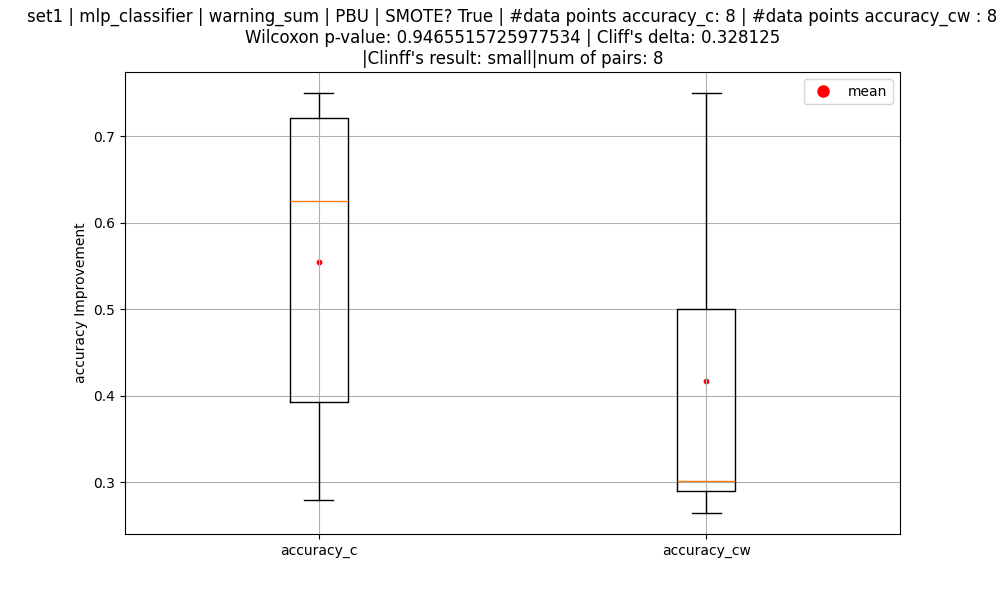 set1 | mlp_classifier | warning_sum | PBU | SMOTE? True | #data points accuracy_c: 8 | #data points accuracy_cw : 8
Wilcoxon p-value: 0.9465515725977534 | Cliff's delta: 0.328125
|Clinff's result: small|num of pairs: 8
mean
0.7
0.6
0.5
0.4
0.3
accuracy Improvement
accuracy_c
accuracy_cw